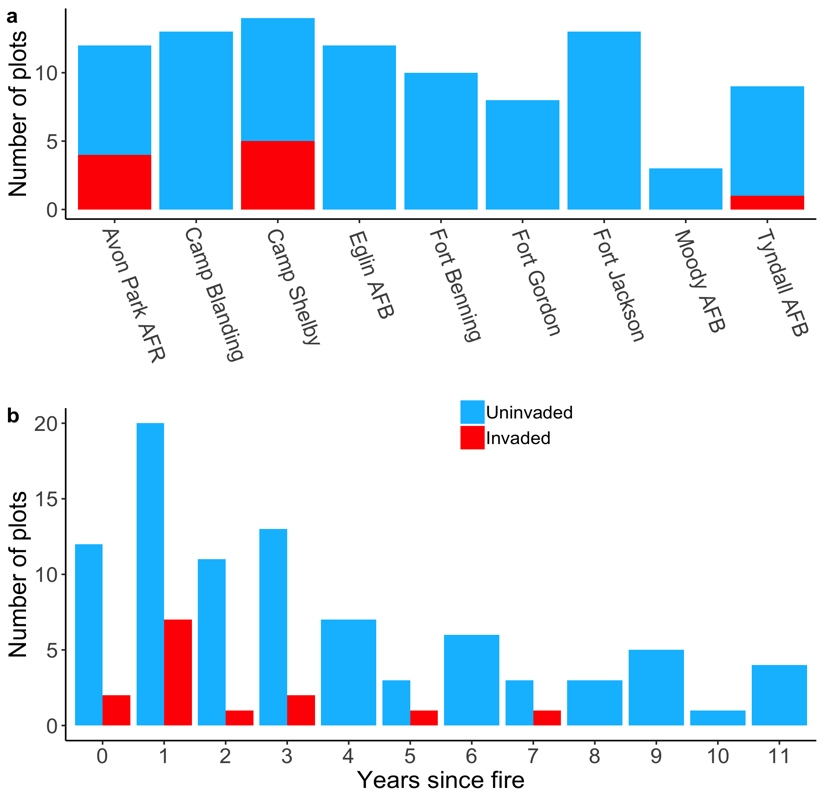 a
Number of plots
10
5
0
Avon Park AFR
Camp Blanding
Camp Shelby
Eglin AFB
Fort Benning
Fort Gordon
Fort Jackson
Moody AFB
Tyndall AFB
b
Number of plots
20
15
10
5
0
Uninvaded
Invaded
0 1 2 3 4 5 6 7 8 9 10 11
Years since fire